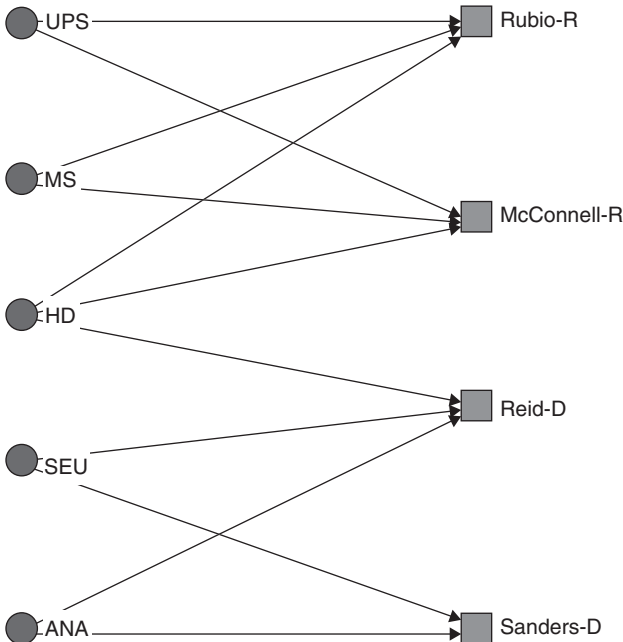 UPS
Rubio-R
MS
McConnell-R
HD
Reid-D
SEU
ANA
Sanders-D